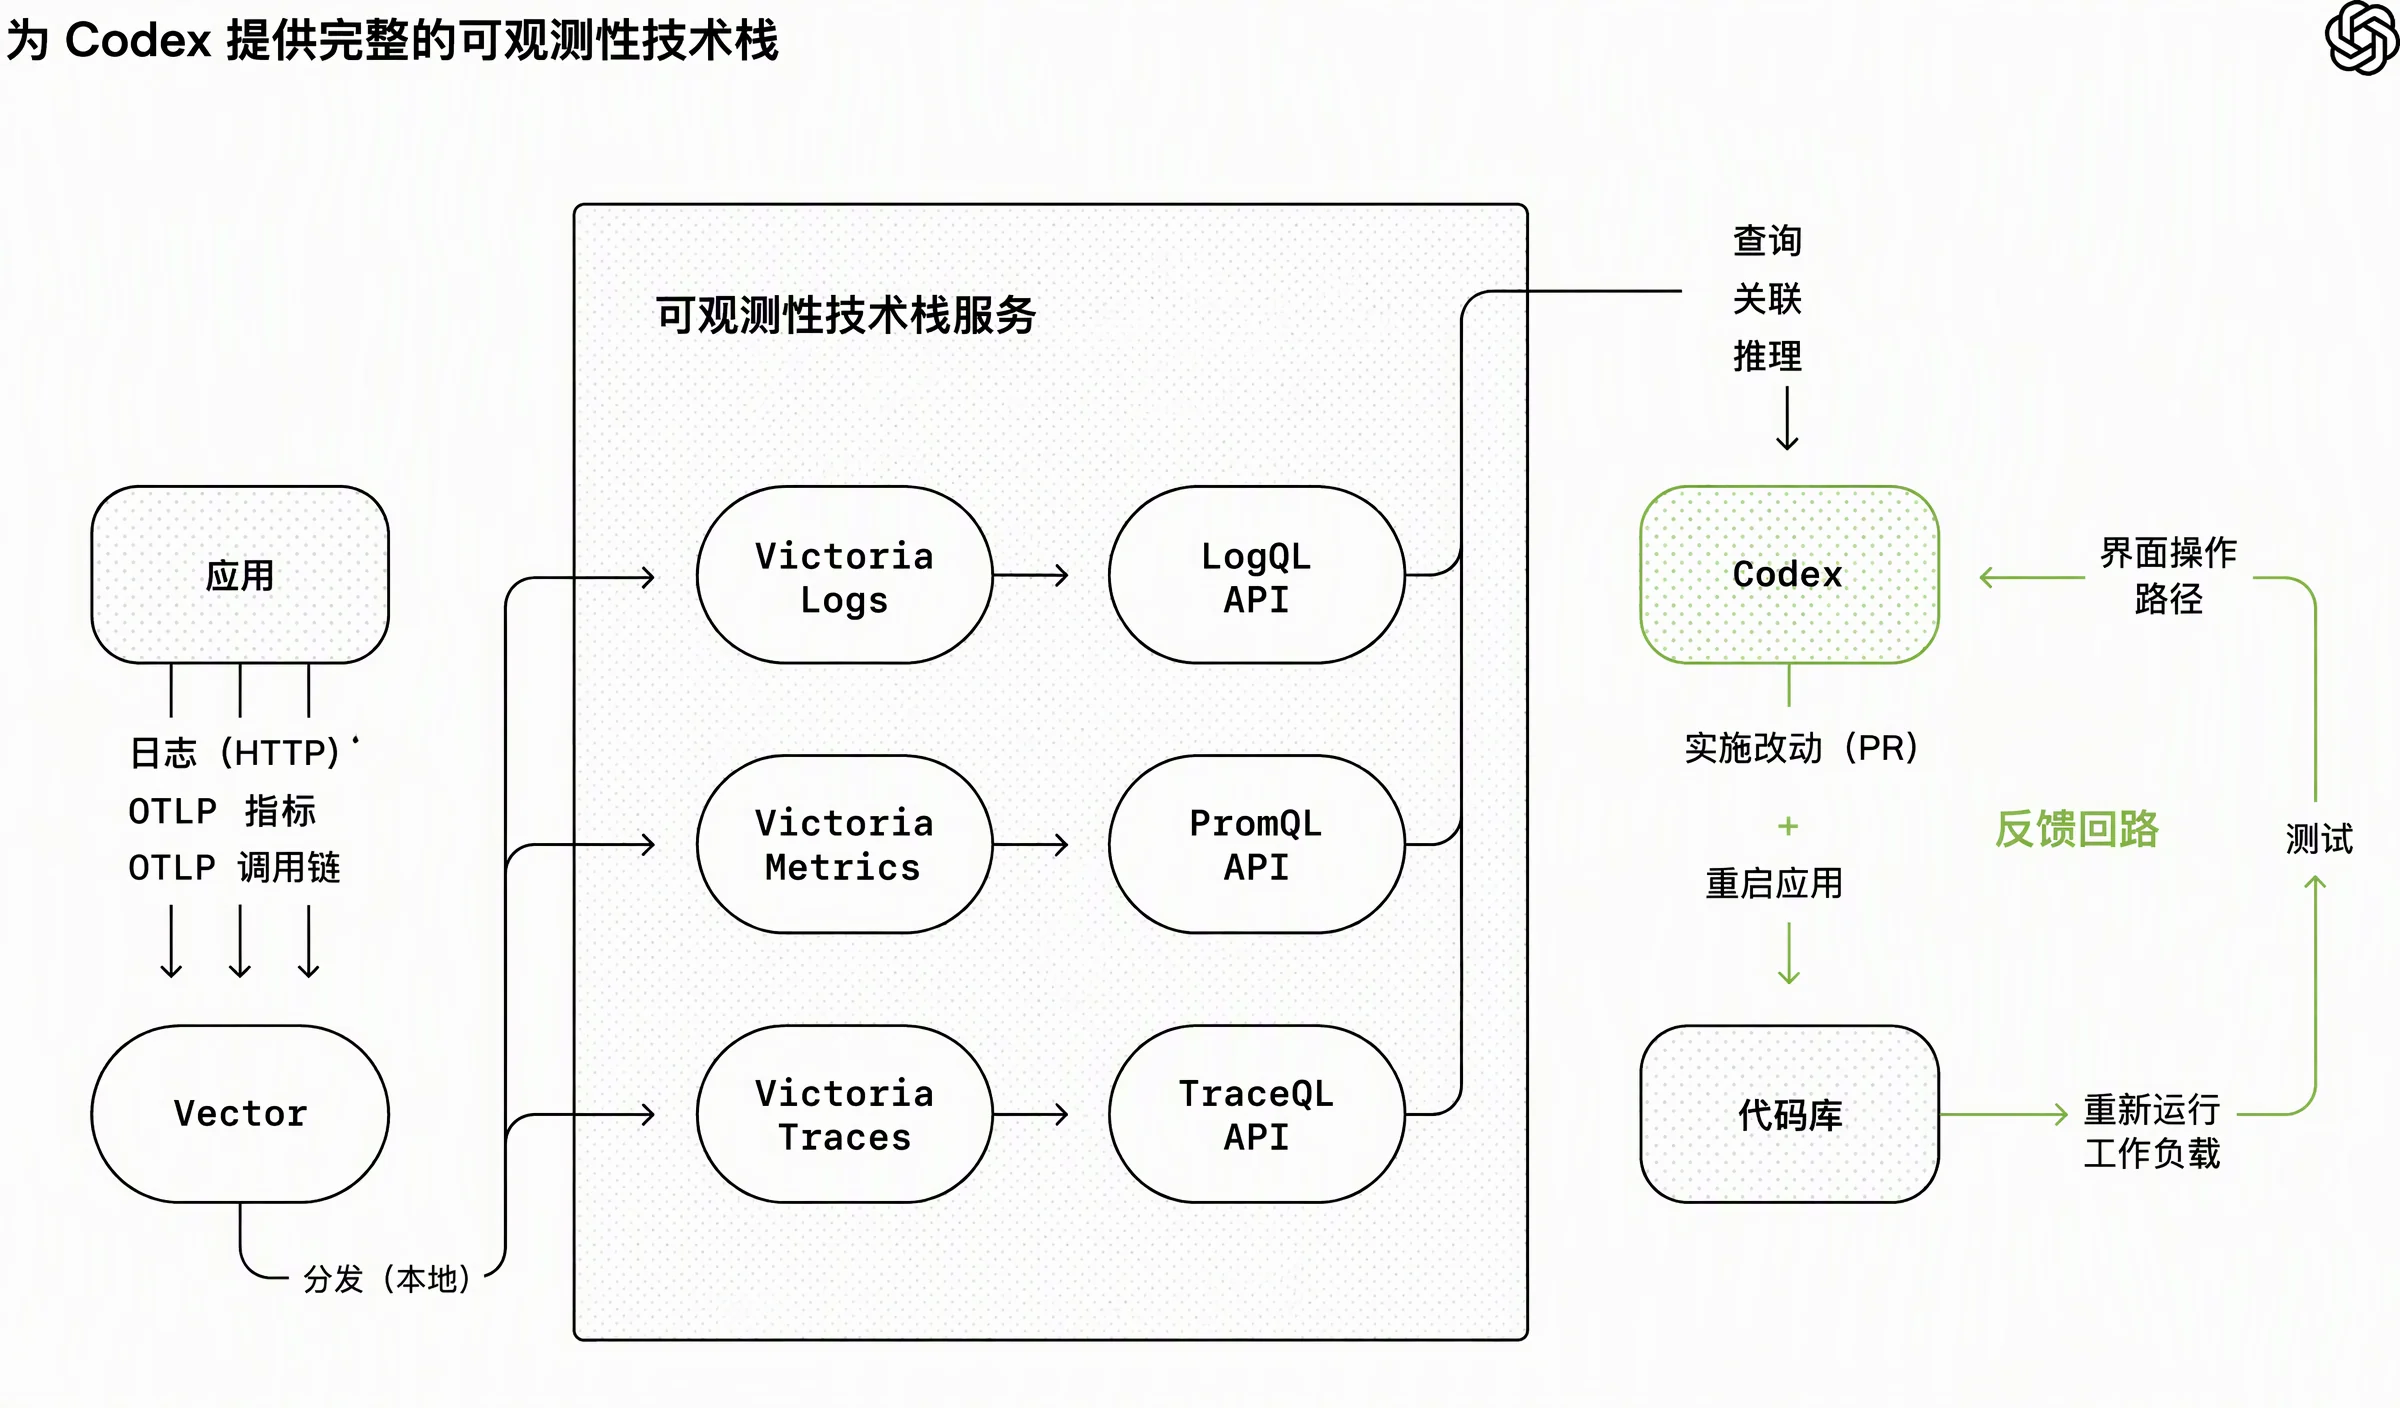 为 Codex 提供完整的可观测性技术栈
应用
日志（HTTP）
OTLP 指标
OTLP 调用链
Vector
分发（本地）
可观测性技术栈服务
Victoria
Logs
LogQL
API
Victoria
Metrics
PromQL
API
Victoria
Traces
TraceQL
API
查询
关联
推理
Codex
实施改动（PR）
+
重启应用
代码库
重新运行
工作负载
测试
界面操作
路径
反馈回路